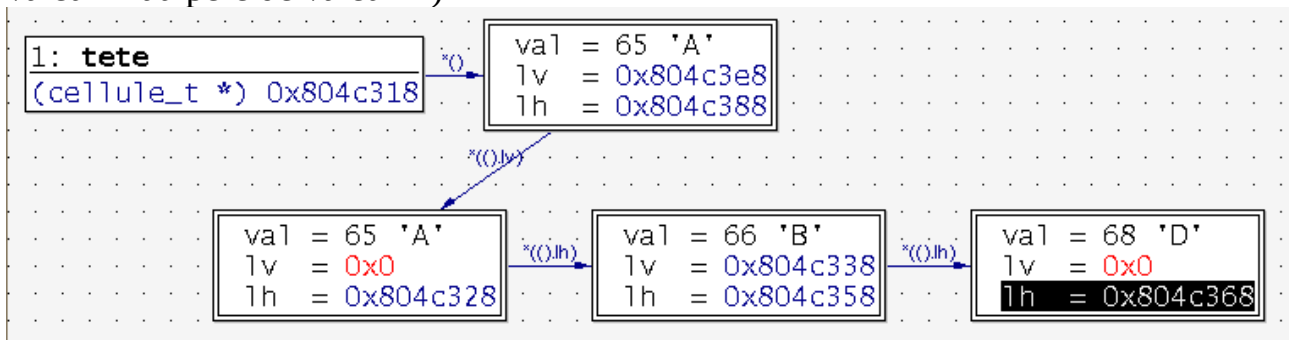 1: tete
(cellule_t *) 0x804c318
*()
val = 65 'A'
lv = 0x804c3e8
lh = 0x804c388
*(().lv)
val = 65 'A'
lv = 0x0
lh = 0x804c328
*(().lh)
val = 66 'B'
lv = 0x804c338
lh = 0x804c358
*(().lh)
val = 68 'D'
lv = 0x0
lh = 0x804c368